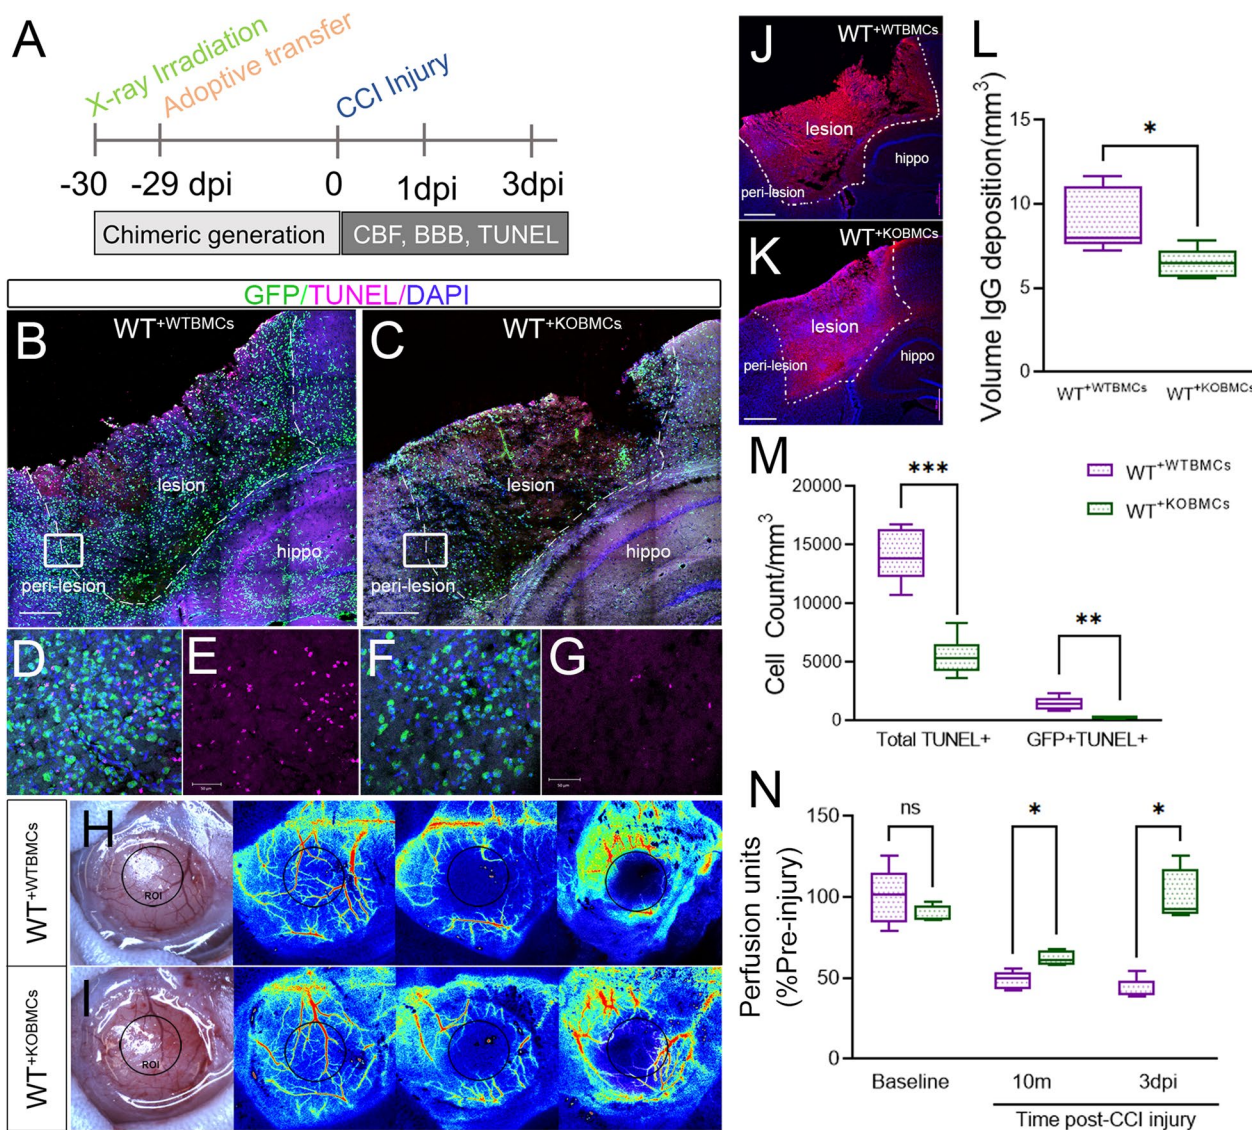 A
X-ray Irradiation
Adoptive transfer
CCI Injury
-30 -29 dpi 0 1dpi 3dpi
Chimeric generation CBF, BBB, TUNEL
GFP/TUNEL/DAPI
B WT+WTBMCs
lesion
hippo
peri-lesion
C WT+KOBMCs
lesion
hippo
peri-lesion
D
E
50 μm
F
G
50 μm
WT+WTBMCs
H
ROI
WT+KOBMCs
I
ROI
J WT+WTBMCs
lesion
hippo
peri-lesion
K WT+KOBMCs
lesion
hippo
peri-lesion
L
Volume IgG deposition(mm3)
15
10
5
0
*
WT+WTBMCs WT+KOBMCs
M
Cell Count/mm3
20000
15000
10000
5000
0
***
**
Total TUNEL+ GFP+TUNEL+
WT+WTBMCs
WT+KOBMCs
N
Perfusion units
(%Pre-injury)
150
100
50
0
ns
*
*
Baseline 10m 3dpi
Time post-CCI injury